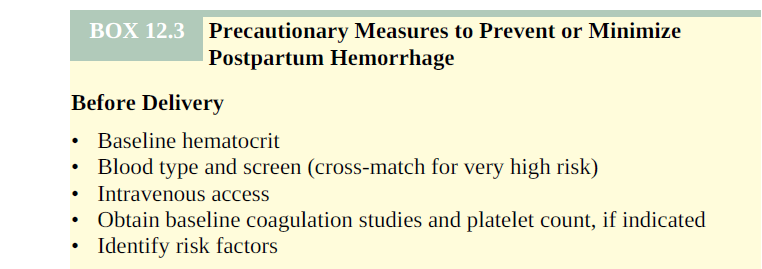 BOX 12.3 Precautionary Measures to Prevent or Minimize
Postpartum Hemorrhage
Before Delivery
• Baseline hematocrit
• Blood type and screen (cross-match for very high risk)
• Intravenous access
• Obtain baseline coagulation studies and platelet count, if indicated
• Identify risk factors